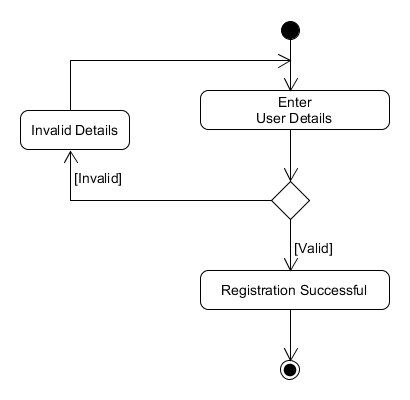 Enter
User Details
Invalid Details
[Invalid]
[Valid]
Registration Successful